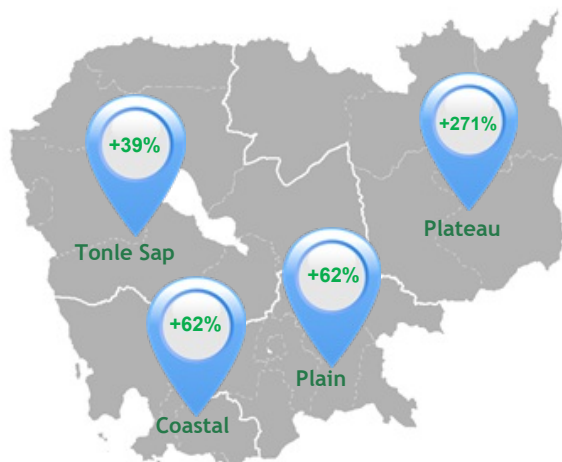 +271%
Plateau
+39%
Tonle Sap
+62%
Plain
+62%
Coastal